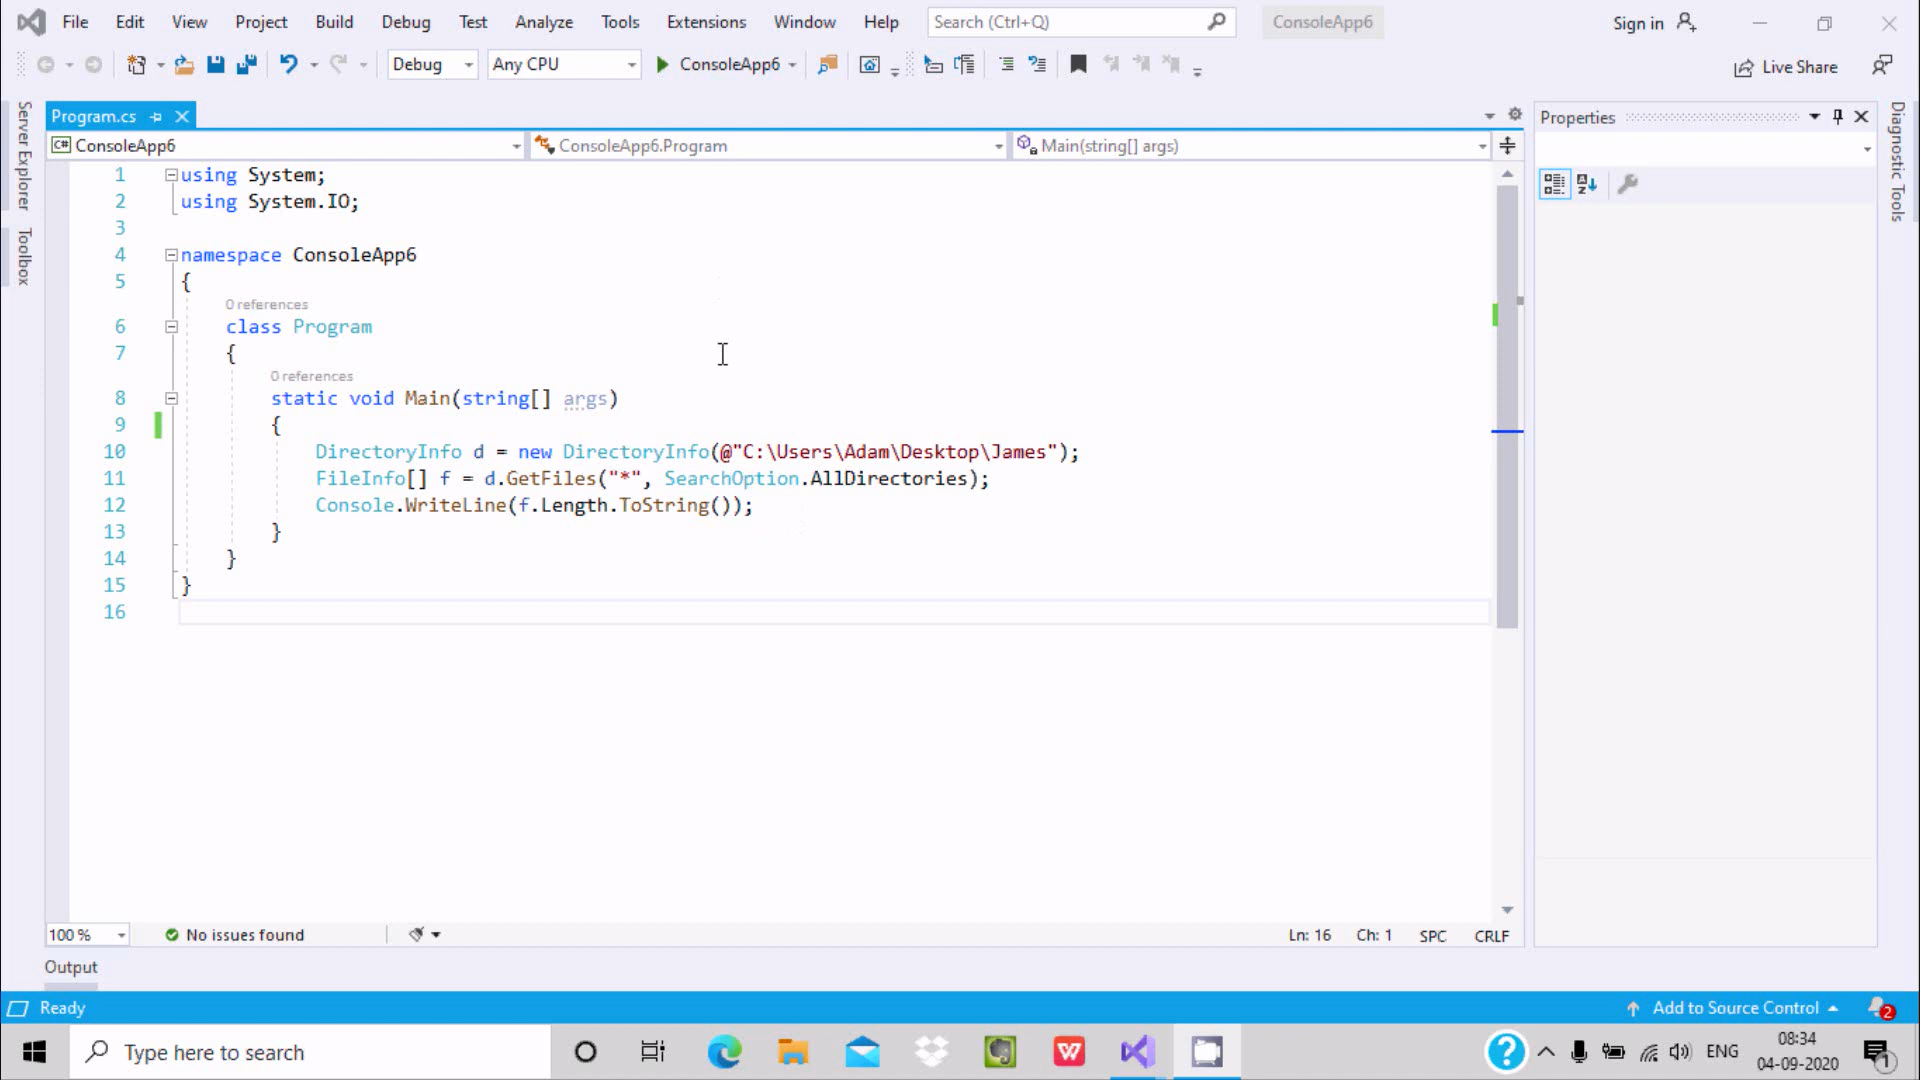 File Edit View Project Build Debug Test Analyze Tools Extensions Window Help Search (Ctrl+Q) ConsoleApp6 Sign in
Debug Any CPU ConsoleApp6 Live Share
Server Explorer
Toolbox
Program.cs
ConsoleApp6 ConsoleApp6.Program Main(string[] args)
1 using System;
2 using System.IO;
3
4 namespace ConsoleApp6
5 {
0 references
6 class Program
7 {
0 references
8 static void Main(string[] args)
9 {
10 DirectoryInfo d = new DirectoryInfo(@"C:\Users\Adam\Desktop\James");
11 FileInfo[] f = d.GetFiles("*", SearchOption.AllDirectories);
12 Console.WriteLine(f.Length.ToString());
13 }
14 }
15 }
16
100 % No issues found Ln: 16 Ch: 1 SPC CRLF
Properties
Diagnostic Tools
Output
Ready Add to Source Control 2
Type here to search ENG 08:34
04-09-2020 1